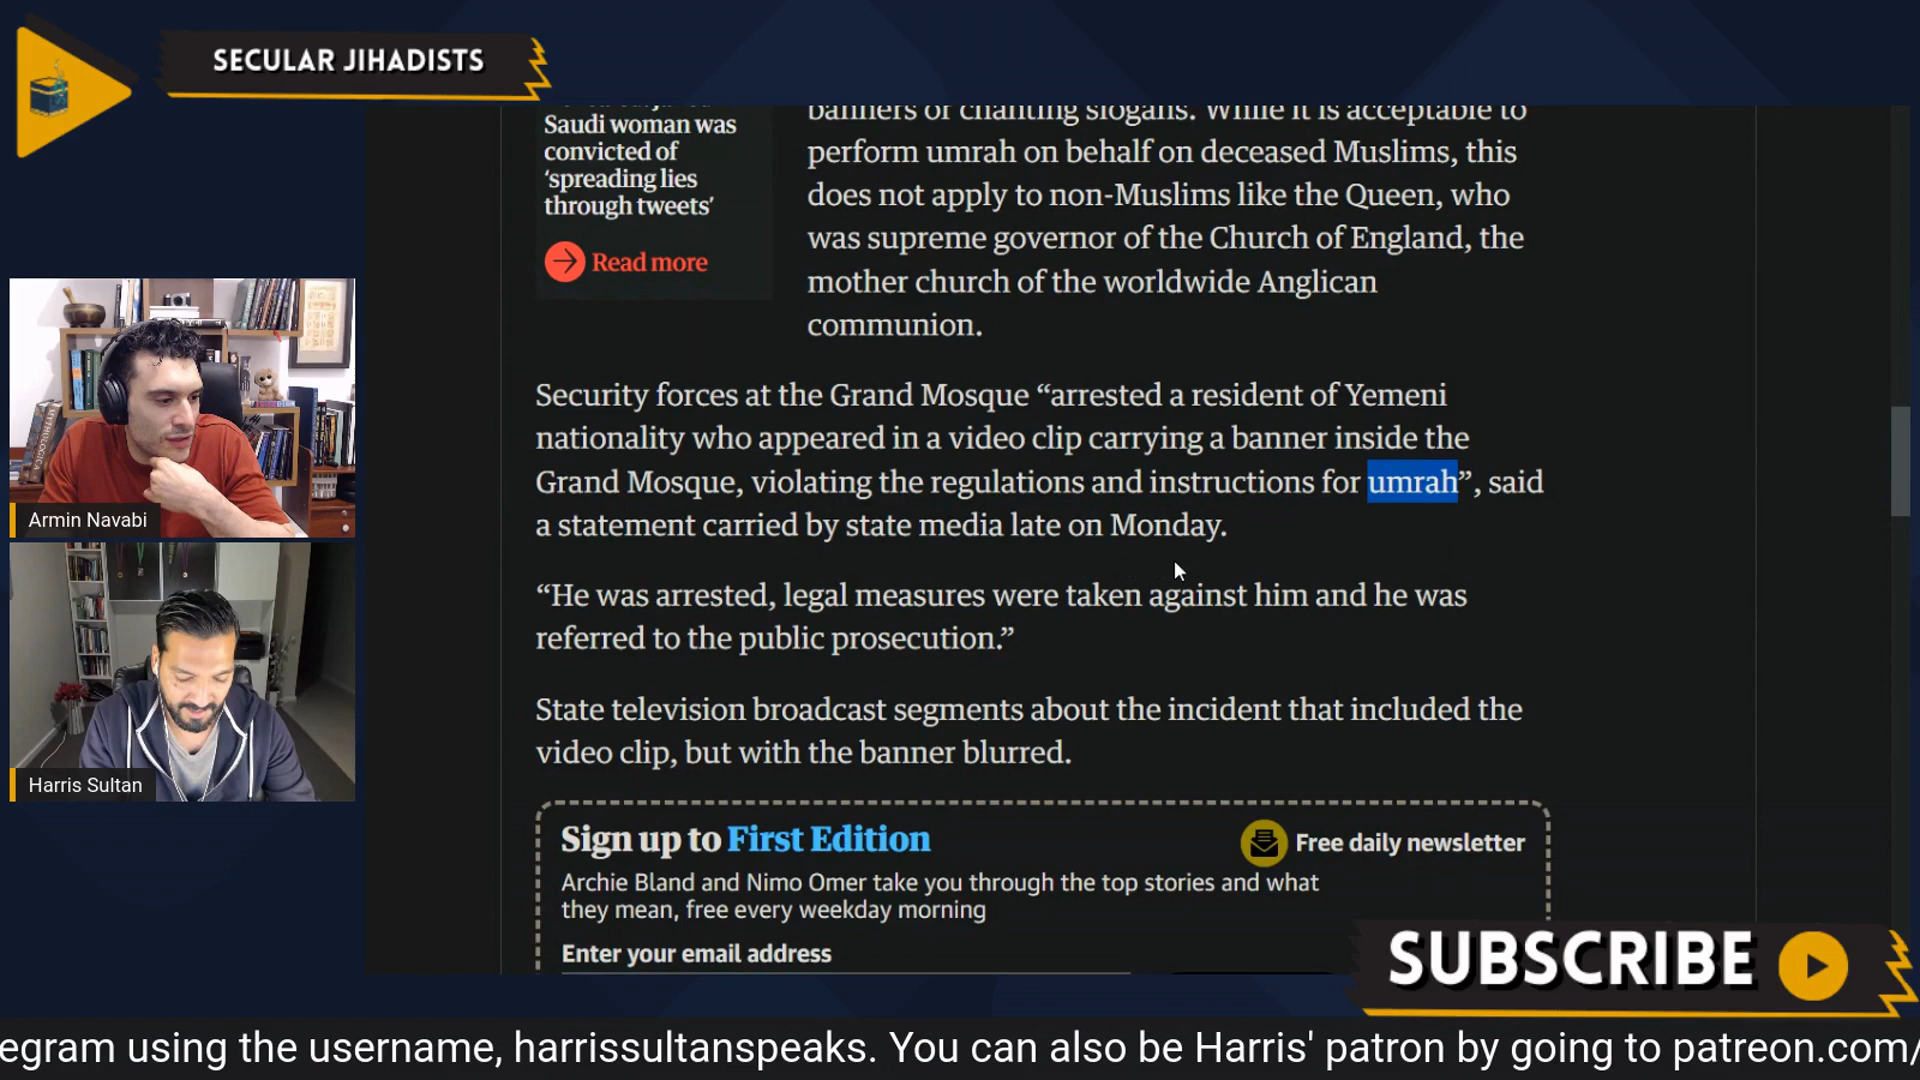 SECULAR JIHADISTS
Saudi woman was
convicted of
‘spreading lies
through tweets’
Read more
banners or chanting slogans. While it is acceptable to
perform umrah on behalf on deceased Muslims, this
does not apply to non-Muslims like the Queen, who
was supreme governor of the Church of England, the
mother church of the worldwide Anglican
communion.
Security forces at the Grand Mosque “arrested a resident of Yemeni
nationality who appeared in a video clip carrying a banner inside the
Grand Mosque, violating the regulations and instructions for umrah”, said
a statement carried by state media late on Monday.
“He was arrested, legal measures were taken against him and he was
referred to the public prosecution.”
State television broadcast segments about the incident that included the
video clip, but with the banner blurred.
Sign up to First Edition
Free daily newsletter
Archie Bland and Nimo Omer take you through the top stories and what
they mean, free every weekday morning
Enter your email address
Armin Navabi
Harris Sultan
SUBSCRIBE
egram using the username, harrissultanspeaks. You can also be Harris' patron by going to patreon.com/